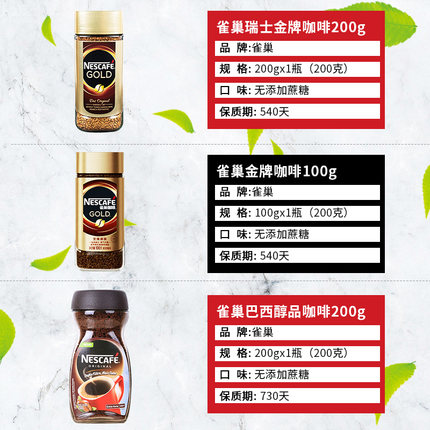 NESCAFÉ
GOLD
雀巢瑞士金牌咖啡200g
品 牌:雀巢
规 格: 200gx1瓶（200克）
口 味: 无添加蔗糖
保质期: 540天
NESCAFÉ
雀巢咖啡
GOLD
雀巢金牌咖啡100g
品 牌:雀巢
规 格: 100gx1瓶（200克）
口 味: 无添加蔗糖
保质期: 540天
NESCAFÉ
ORIGINAL
雀巢巴西醇品咖啡200g
品 牌:雀巢
规 格: 200gx1瓶（200克）
口 味: 无添加蔗糖
保质期: 730天